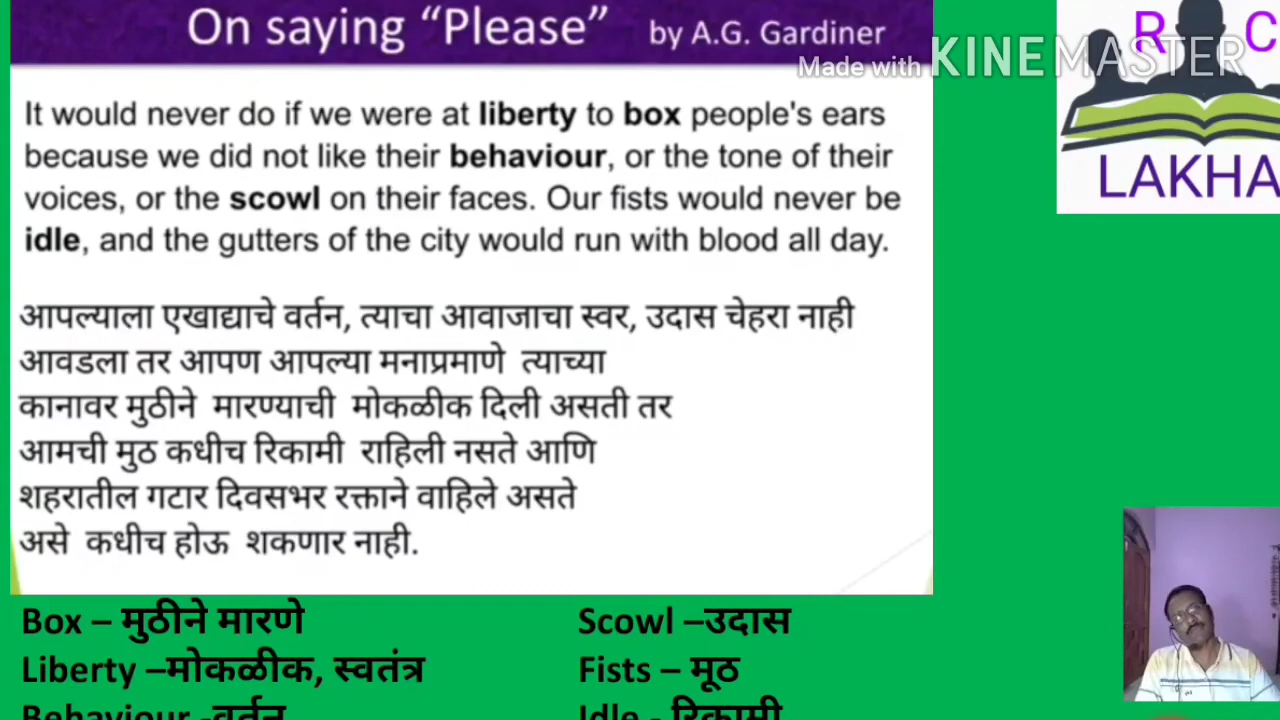 On saying “Please” by A.G. Gardiner
Made with KINEMASTER
R C
LAKHA
It would never do if we were at liberty to box people's ears
because we did not like their behaviour, or the tone of their
voices, or the scowl on their faces. Our fists would never be
idle, and the gutters of the city would run with blood all day.
आपल्याला एखाद्याचे वर्तन, त्याचा आवाजाचा स्वर, उदास चेहरा नाही
आवडला तर आपण आपल्या मनाप्रमाणे त्याच्या
कानावर मुठीने मारण्याची मोकळीक दिली असती तर
आमची मुठ कधीच रिकामी राहिली नसते आणि
शहरातील गटार दिवसभर रक्ताने वाहिले असते
असे कधीच होऊ शकणार नाही.
Box – मुठीने मारणे
Scowl –उदास
Liberty –मोकळीक, स्वतंत्र
Fists – मूठ
Behaviour -वर्तन
Idle - रिकामी